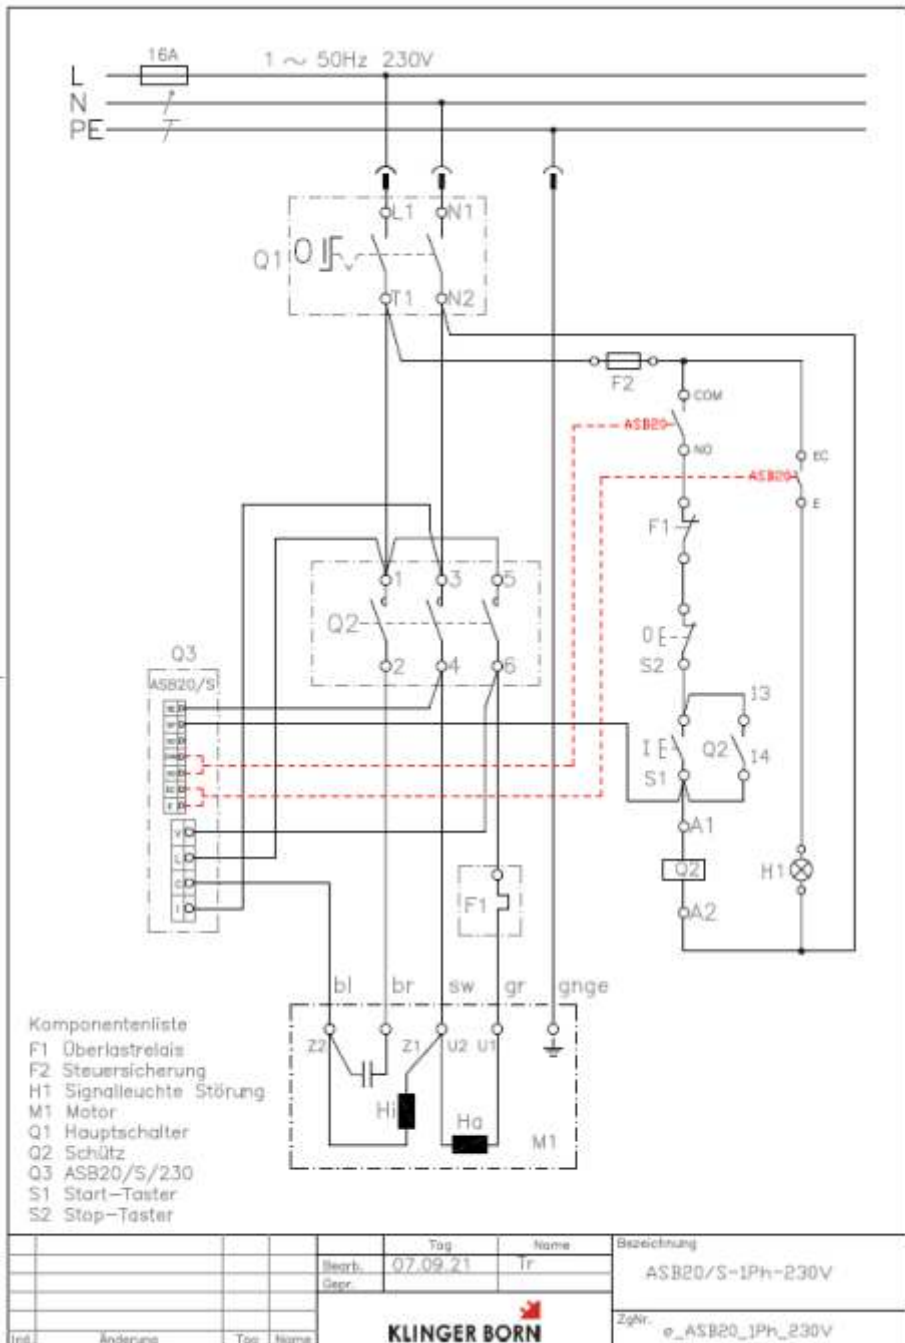 16A
1 ~ 50Hz 230V
L
N
PE
L1
N1
Q1
0
T1
N2
F2
COM
ASB20
NO
EC
ASB20
E
F1
1
3
5
Q2
0
S2
2
4
6
Q3
ASB20/S
13
I
Q2
14
S1
V
L
C
I
A1
Q2
H1
F1
A2
bl
br
sw
gr
gnge
Z2
Z1
U2
U1
Hi
Ha
M1
Komponentenliste
F1 Überlastrelais
F2 Steuersicherung
H1 Signalleuchte Störung
M1 Motor
Q1 Hauptschalter
Q2 Schütz
Q3 ASB20/S/230
S1 Start-Taster
S2 Stop-Taster
Tag
Name
Bezeichnung
Bearb.
07.09.21
Tr
ASB20/S-1Ph-230V
Gepr.
KLINGER BORN
ZgNr.
e_ASB20_1Ph_230V
Ind.
Änderung
Tag
Name